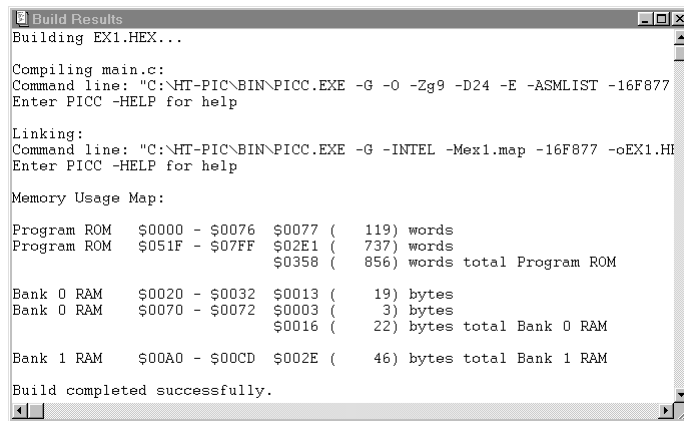 Build Results
Building EX1.HEX...
Compiling main.c:
Command line: "C:\HT-PIC\BIN\PICC.EXE -G -O -Zg9 -D24 -E -ASMLIST -16F877
Enter PICC -HELP for help
Linking:
Command line: "C:\HT-PIC\BIN\PICC.EXE -G -INTEL -Mex1.map -16F877 -oEX1.HE
Enter PICC -HELP for help
Memory Usage Map:
Program ROM   $0000 - $0076  $0077 (   119) words
Program ROM   $051F - $07FF  $02E1 (   737) words
$0358 (   856) words total Program ROM
Bank 0 RAM    $0020 - $0032  $0013 (    19) bytes
Bank 0 RAM    $0070 - $0072  $0003 (     3) bytes
$0016 (    22) bytes total Bank 0 RAM
Bank 1 RAM    $00A0 - $00CD  $002E (    46) bytes total Bank 1 RAM
Build completed successfully.